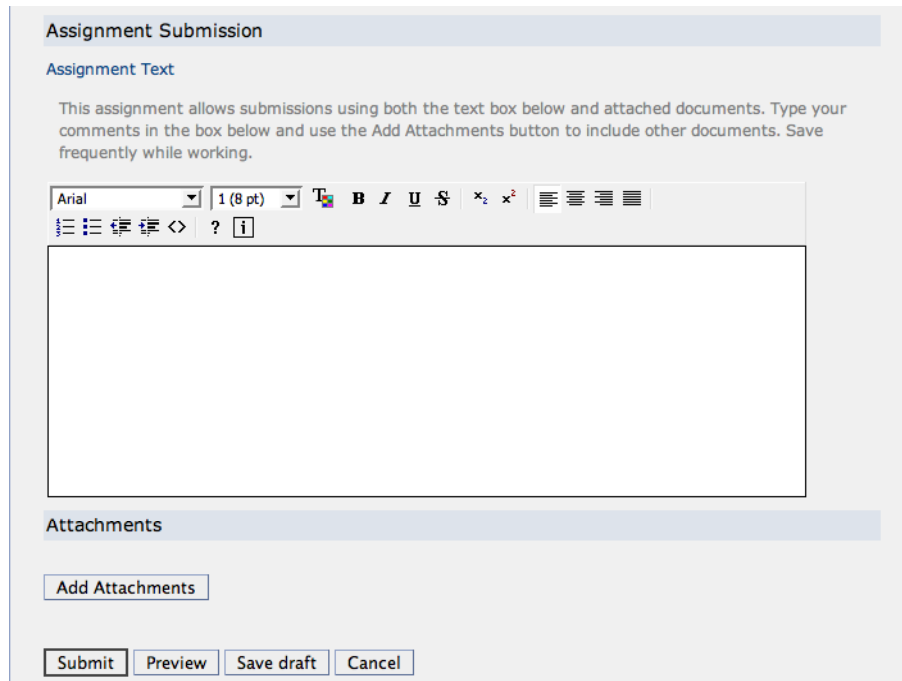 Assignment Submission
Assignment Text
This assignment allows submissions using both the text box below and attached documents. Type your
comments in the box below and use the Add Attachments button to include other documents. Save
frequently while working.
Arial 1 (8 pt) T B I U S x₂ x²
<> ? i
Attachments
Add Attachments
Submit Preview Save draft Cancel